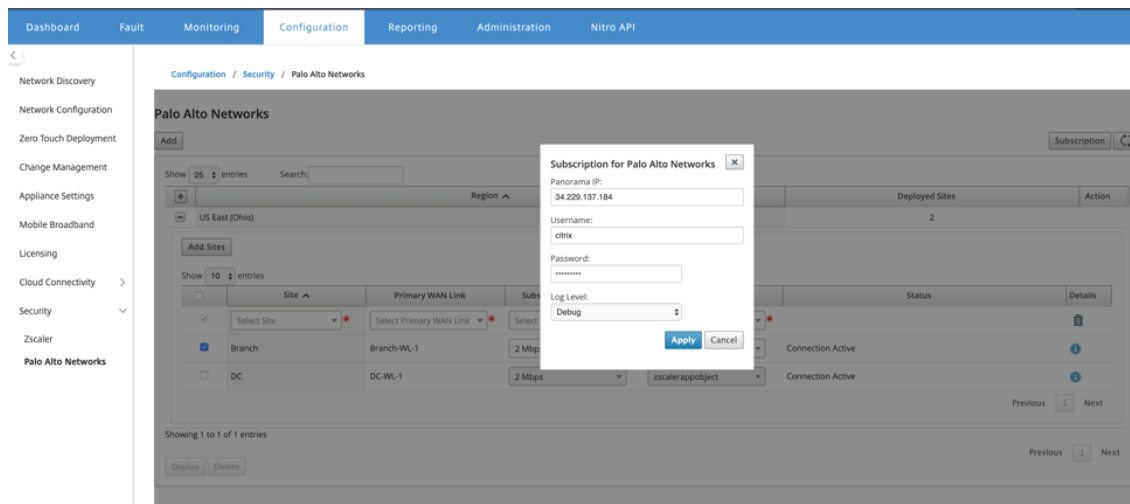 Dashboard Fault Monitoring Configuration Reporting Administration Nitro API
Configuration / Security / Palo Alto Networks
Network Discovery
Network Configuration
Zero Touch Deployment
Change Management
Appliance Settings
Mobile Broadband
Licensing
Cloud Connectivity
Security
Zscaler
Palo Alto Networks
Palo Alto Networks
Add Subscription
Show 25 entries Search:
Region Deployed Sites Action
US East (Ohio) 2
Add Sites
Show 10 entries
Site Primary WAN Link Subs Status Details
Select Site * Select Primary WAN Link * Select *
Branch Branch-WL-1 2 Mbp Connection Active
DC DC-WL-1 2 Mbps zscalerappobject Connection Active
Previous 1 Next
Showing 1 to 1 of 1 entries
Previous 1 Next
Deploy Delete
Subscription for Palo Alto Networks x
Panorama IP:
34.229.137.184
Username:
citrix
Password:
•••••••••
Log Level:
Debug
Apply Cancel